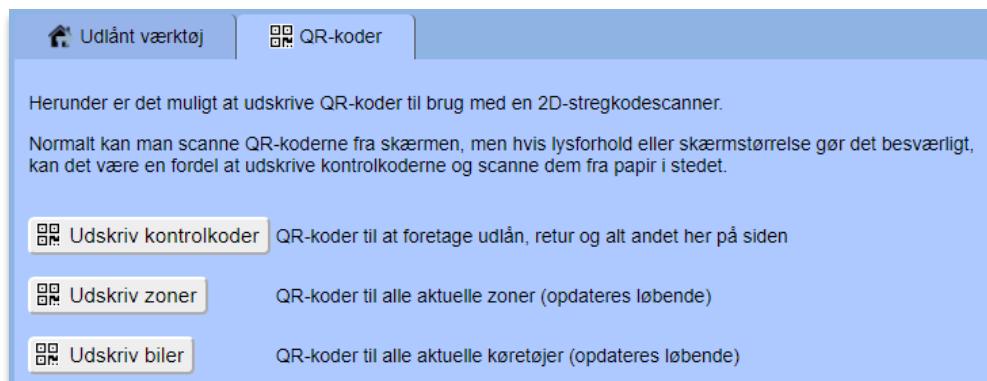 Udlånt værktøj
QR-koder
Herunder er det muligt at udskrive QR-koder til brug med en 2D-stregkodescanner.
Normalt kan man scanne QR-koderne fra skærmen, men hvis lysforhold eller skærmstørrelse gør det besværligt,
kan det være en fordel at udskrive kontrolkoderne og scanne dem fra papir i stedet.
Udskriv kontrolkoder QR-koder til at foretage udlån, retur og alt andet her på siden
Udskriv zoner QR-koder til alle aktuelle zoner (opdateres løbende)
Udskriv biler QR-koder til alle aktuelle køretøjer (opdateres løbende)